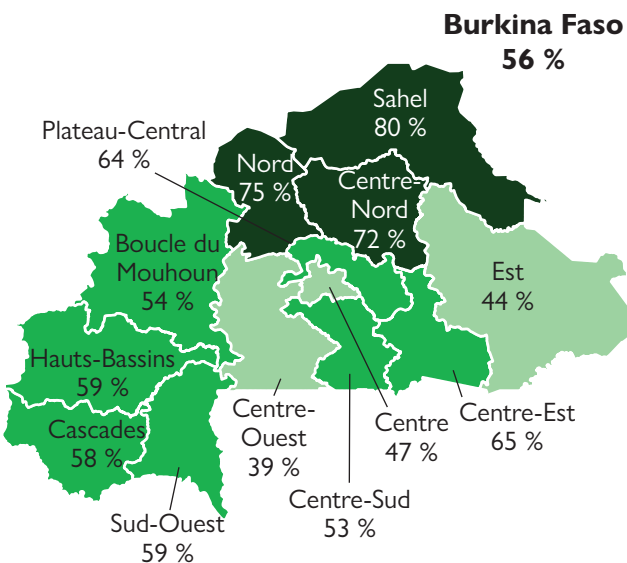 Burkina Faso
56 %
Sahel
80 %
Plateau-Central
64 %
Nord
75 %
Centre-
Nord
72 %
Boucle du
Mouhoun
54 %
Est
44 %
Hauts-Bassins
59 %
Cascades
58 %
Centre-
Ouest
39 %
Centre
47 %
Centre-Est
65 %
Centre-Sud
53 %
Sud-Ouest
59 %